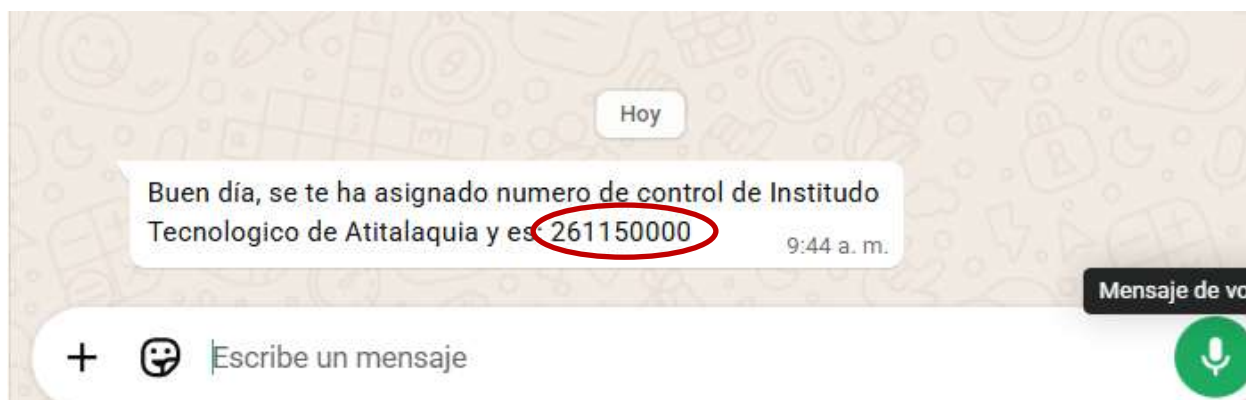 Hoy
Buen día, se te ha asignado numero de control de Institudo
Tecnologico de Atitalaquia y es: 261150000
9:44 a. m.
Mensaje de vo
Escribe un mensaje